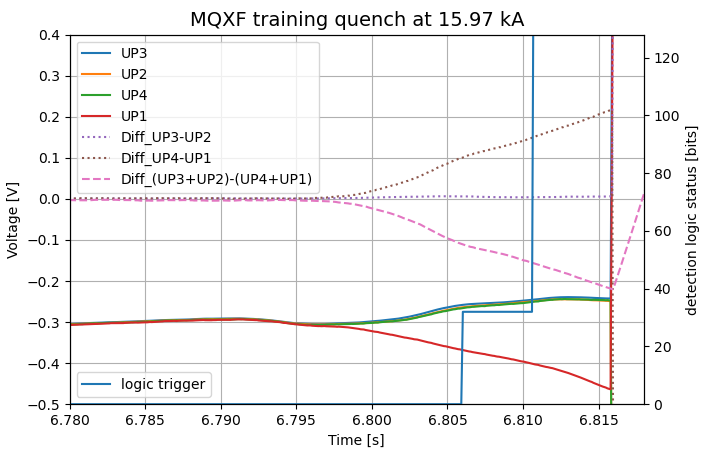 MQXF training quench at 15.97 kA
0.4
0.3
0.2
0.1
0.0
−0.1
−0.2
−0.3
−0.4
−0.5
Voltage [V]
UP3
UP2
UP4
UP1
Diff_UP3-UP2
Diff_UP4-UP1
Diff_(UP3+UP2)-(UP4+UP1)
logic trigger
120
100
80
60
40
20
0
detection logic status [bits]
6.780 6.785 6.790 6.795 6.800 6.805 6.810 6.815
Time [s]